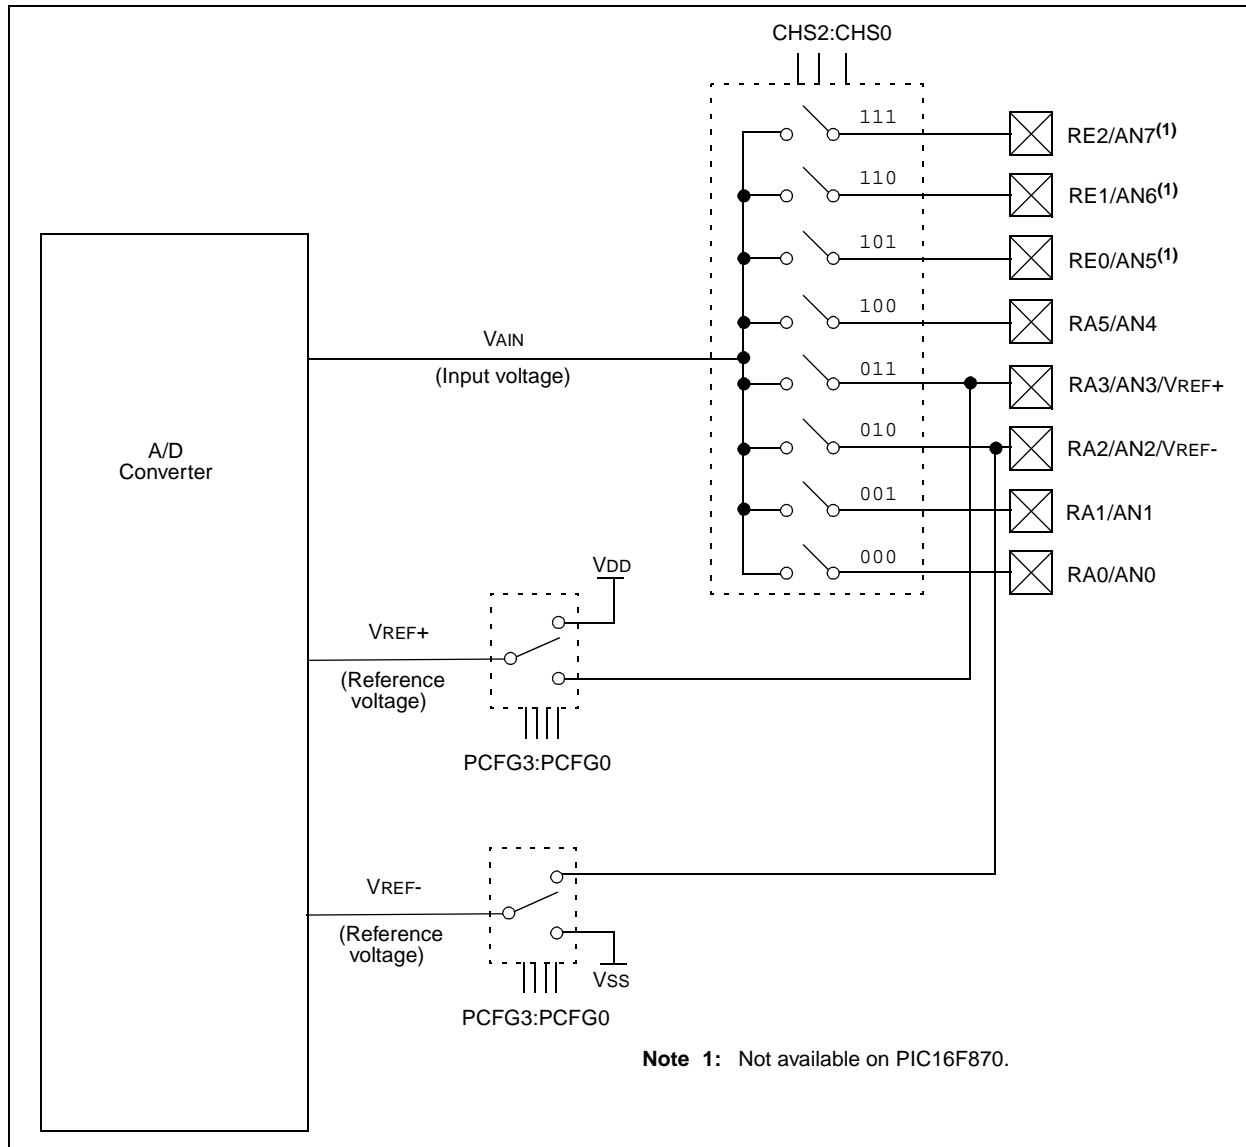 CHS2:CHS0
111
RE2/AN7(1)
110
RE1/AN6(1)
101
RE0/AN5(1)
100
RA5/AN4
VAIN
(Input voltage)
011
RA3/AN3/VREF+
A/D
Converter
010
RA2/AN2/VREF-
001
RA1/AN1
000
RA0/AN0
VDD
VREF+
(Reference
voltage)
PCFG3:PCFG0
VREF-
(Reference
voltage)
VSS
PCFG3:PCFG0
Note 1: Not available on PIC16F870.